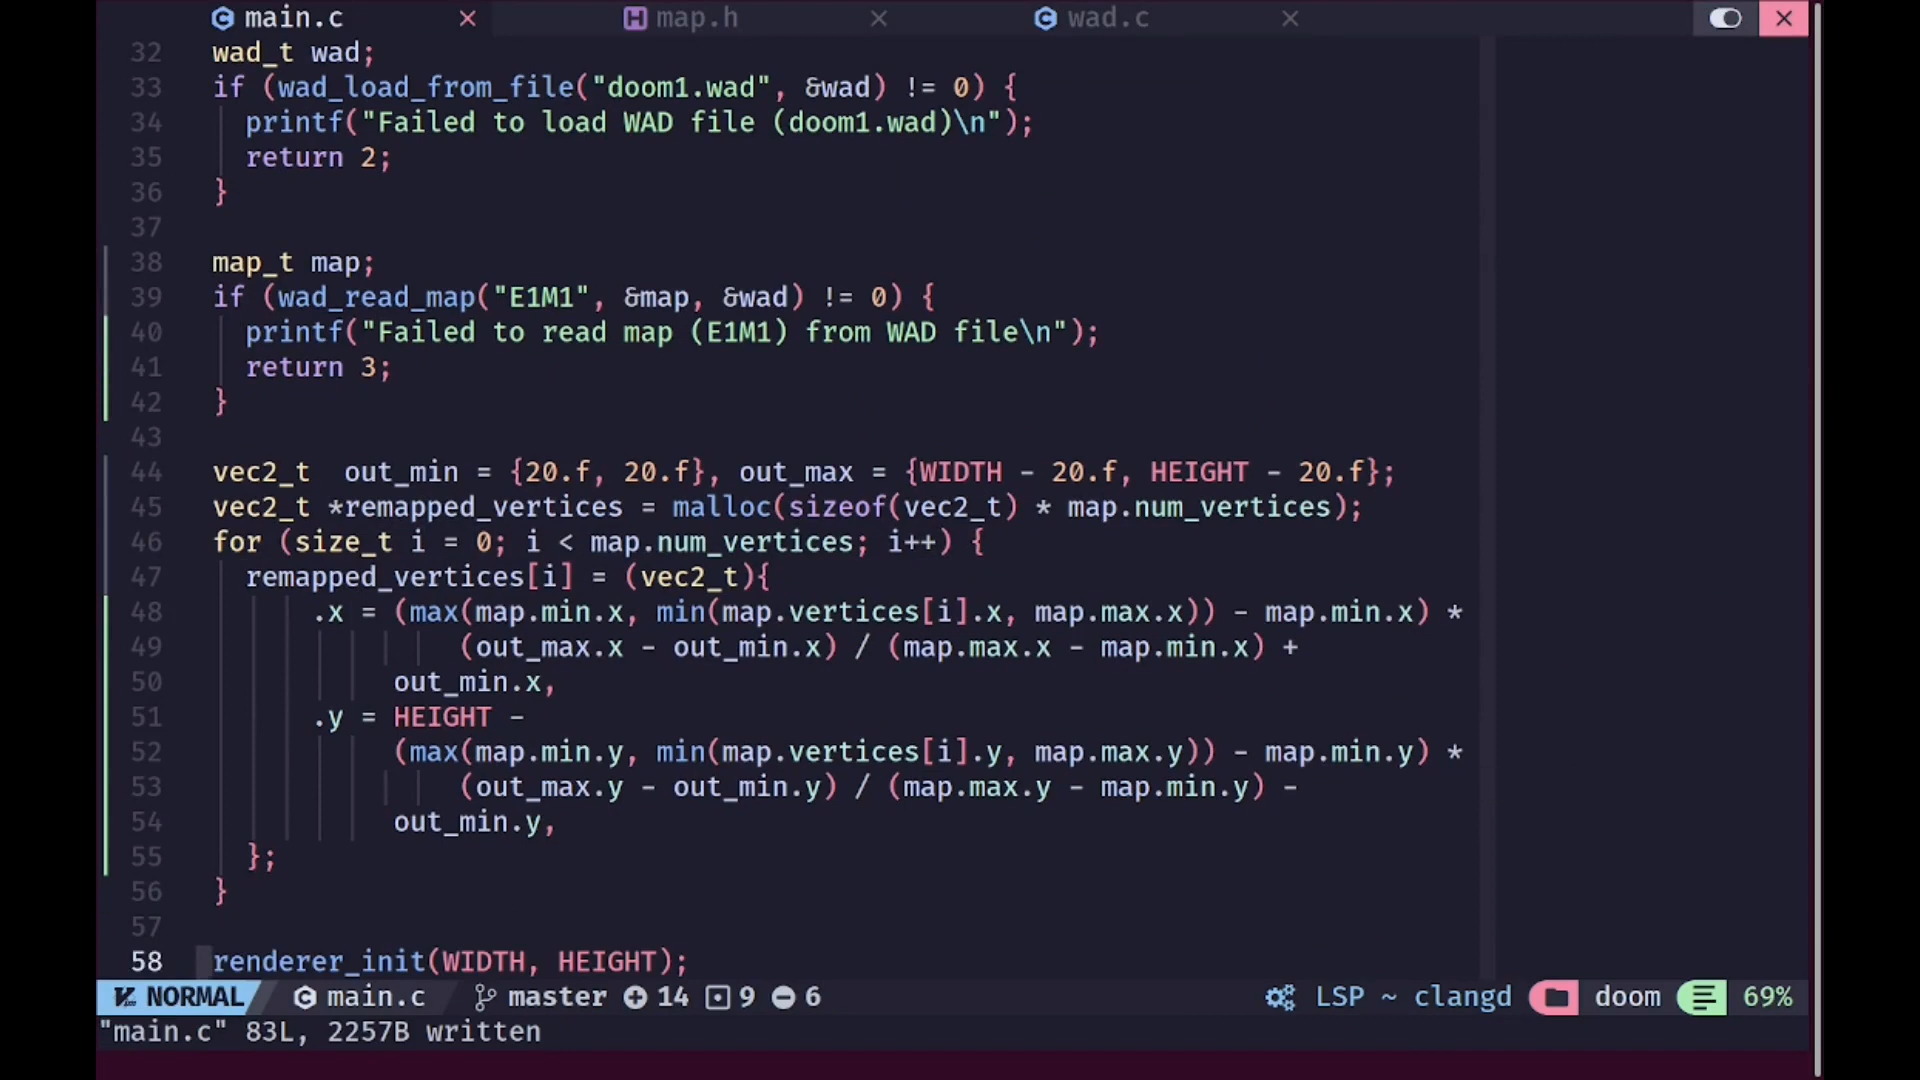 main.c × map.h × wad.c × ×
32 wad_t wad;
33 if (wad_load_from_file("doom1.wad", &wad) != 0) {
34 printf("Failed to load WAD file (doom1.wad)\n");
35 return 2;
36 }
37
38 map_t map;
39 if (wad_read_map("E1M1", &map, &wad) != 0) {
40 printf("Failed to read map (E1M1) from WAD file\n");
41 return 3;
42 }
43
44 vec2_t  out_min = {20.f, 20.f}, out_max = {WIDTH - 20.f, HEIGHT - 20.f};
45 vec2_t *remapped_vertices = malloc(sizeof(vec2_t) * map.num_vertices);
46 for (size_t i = 0; i < map.num_vertices; i++) {
47 remapped_vertices[i] = (vec2_t){
48 .x = (max(map.min.x, min(map.vertices[i].x, map.max.x)) - map.min.x) *
49 (out_max.x - out_min.x) / (map.max.x - map.min.x) +
50 out_min.x,
51 .y = HEIGHT -
52 (max(map.min.y, min(map.vertices[i].y, map.max.y)) - map.min.y) *
53 (out_max.y - out_min.y) / (map.max.y - map.min.y) -
54 out_min.y,
55 };
56 }
57
58 renderer_init(WIDTH, HEIGHT);
NORMAL main.c master 14 9 6 LSP ~ clangd doom 69%
"main.c" 83L, 2257B written